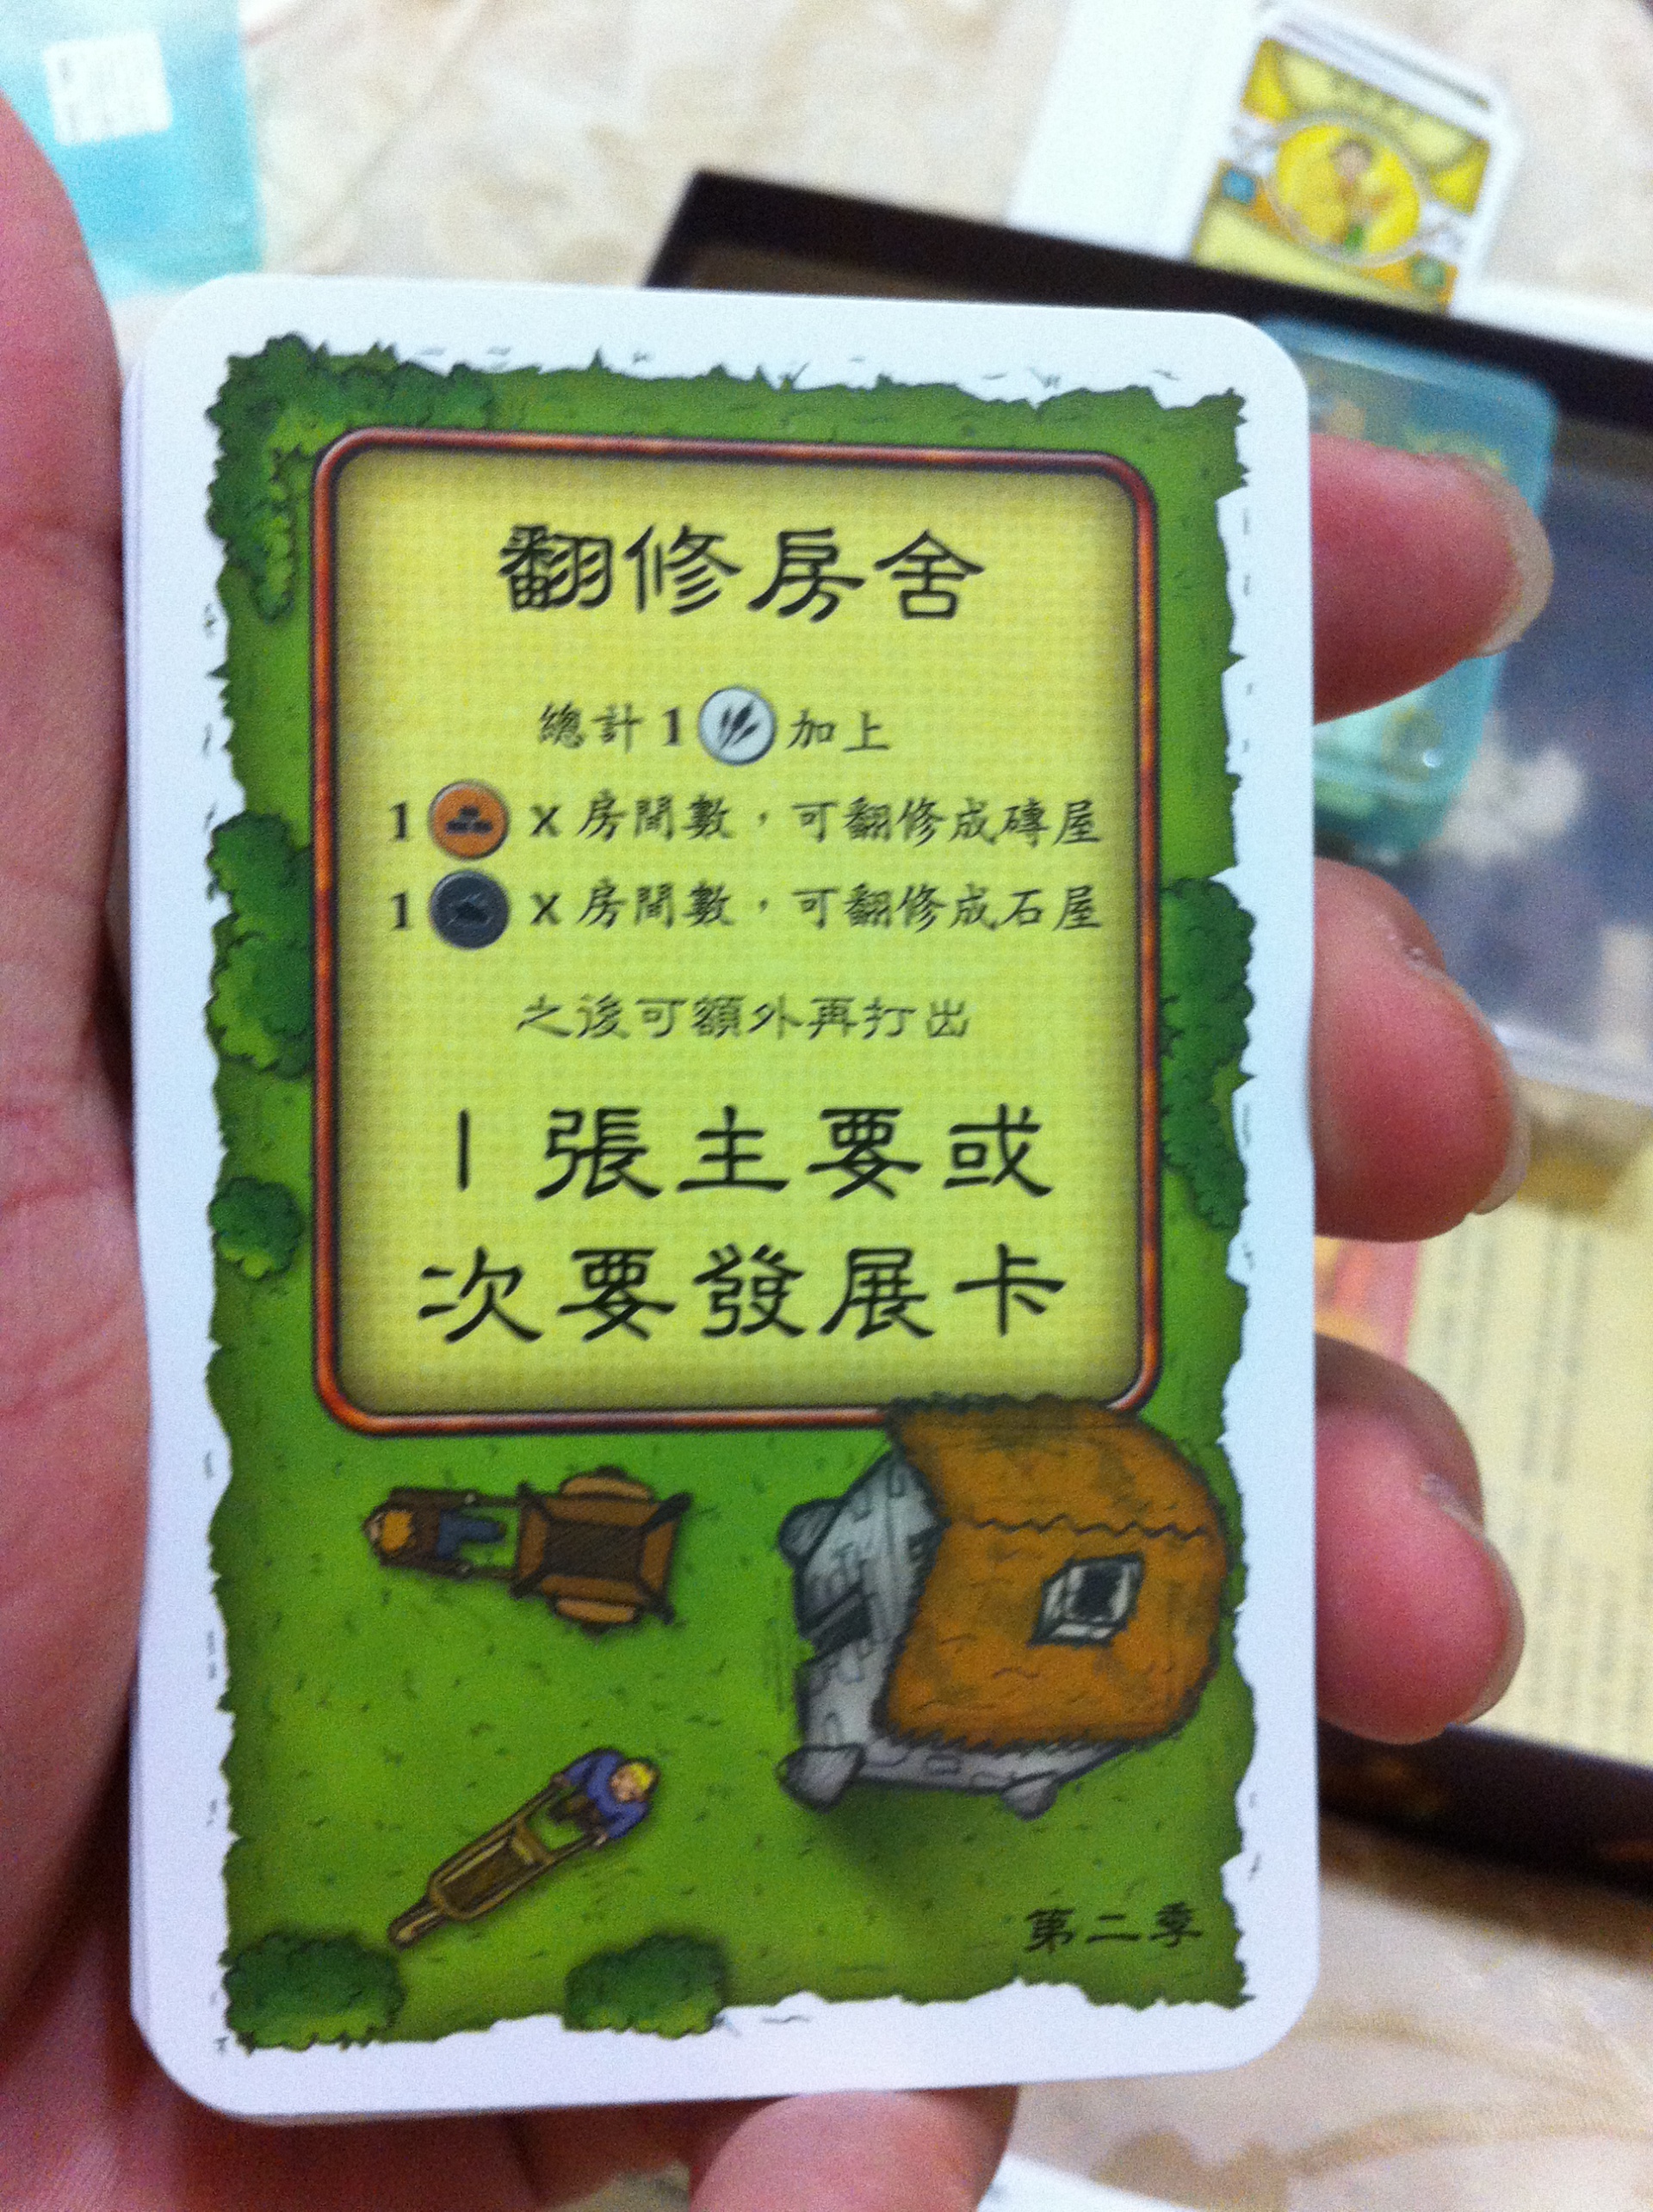 翻修房舍
總計 1 加上
1 x 房間數，可翻修成磚屋
1 x 房間數，可翻修成石屋
之後可額外再打出
1 張主要或
次要發展卡
第二季